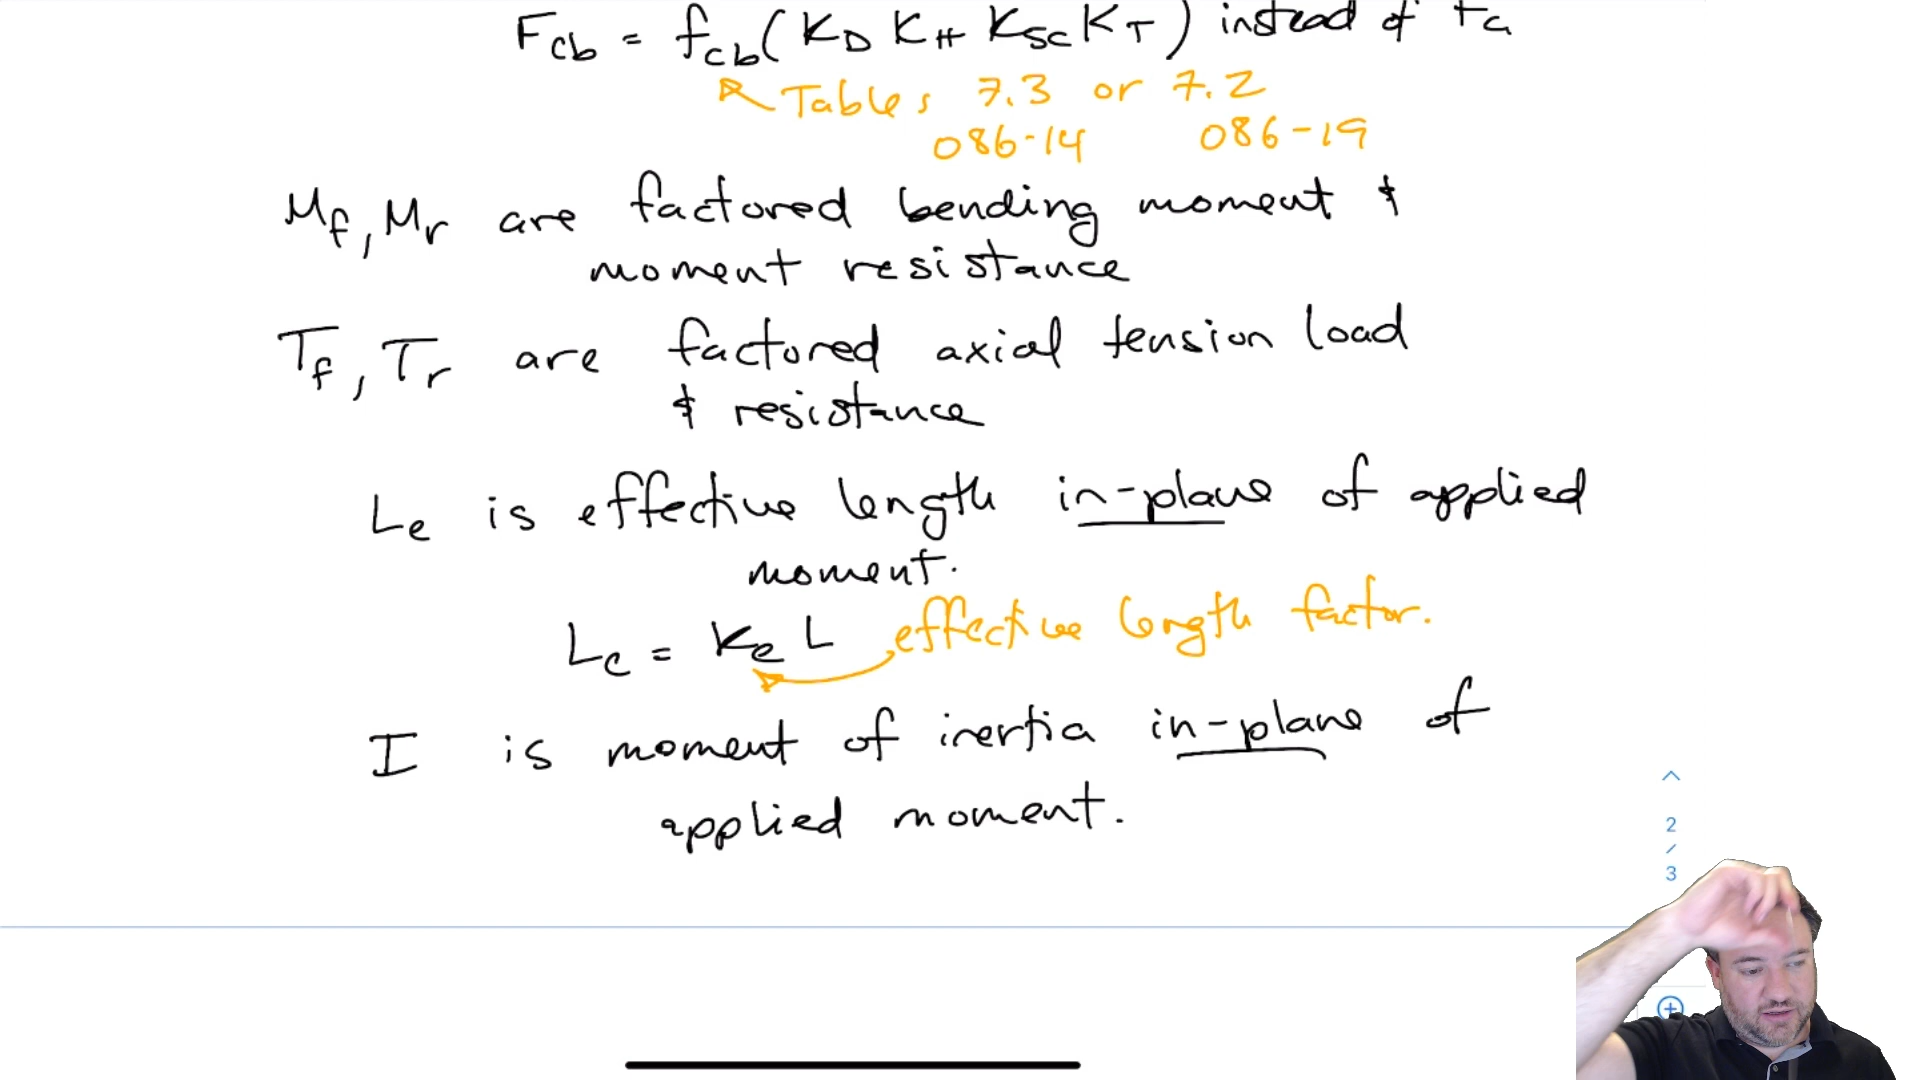 Fcb = fcb(KD KH KSC KT) instead of
Tables 7.3 or 7.2
086-14 086-19
Mf, Mr are factored bending moment &
moment resistance
Tf, Tr are factored axial tension load
& resistance
Le is effective length in-plane of applied
moment.
Le = Ke L effective length factor.
I is moment of inertia in-plane of
applied moment.
2
/
3